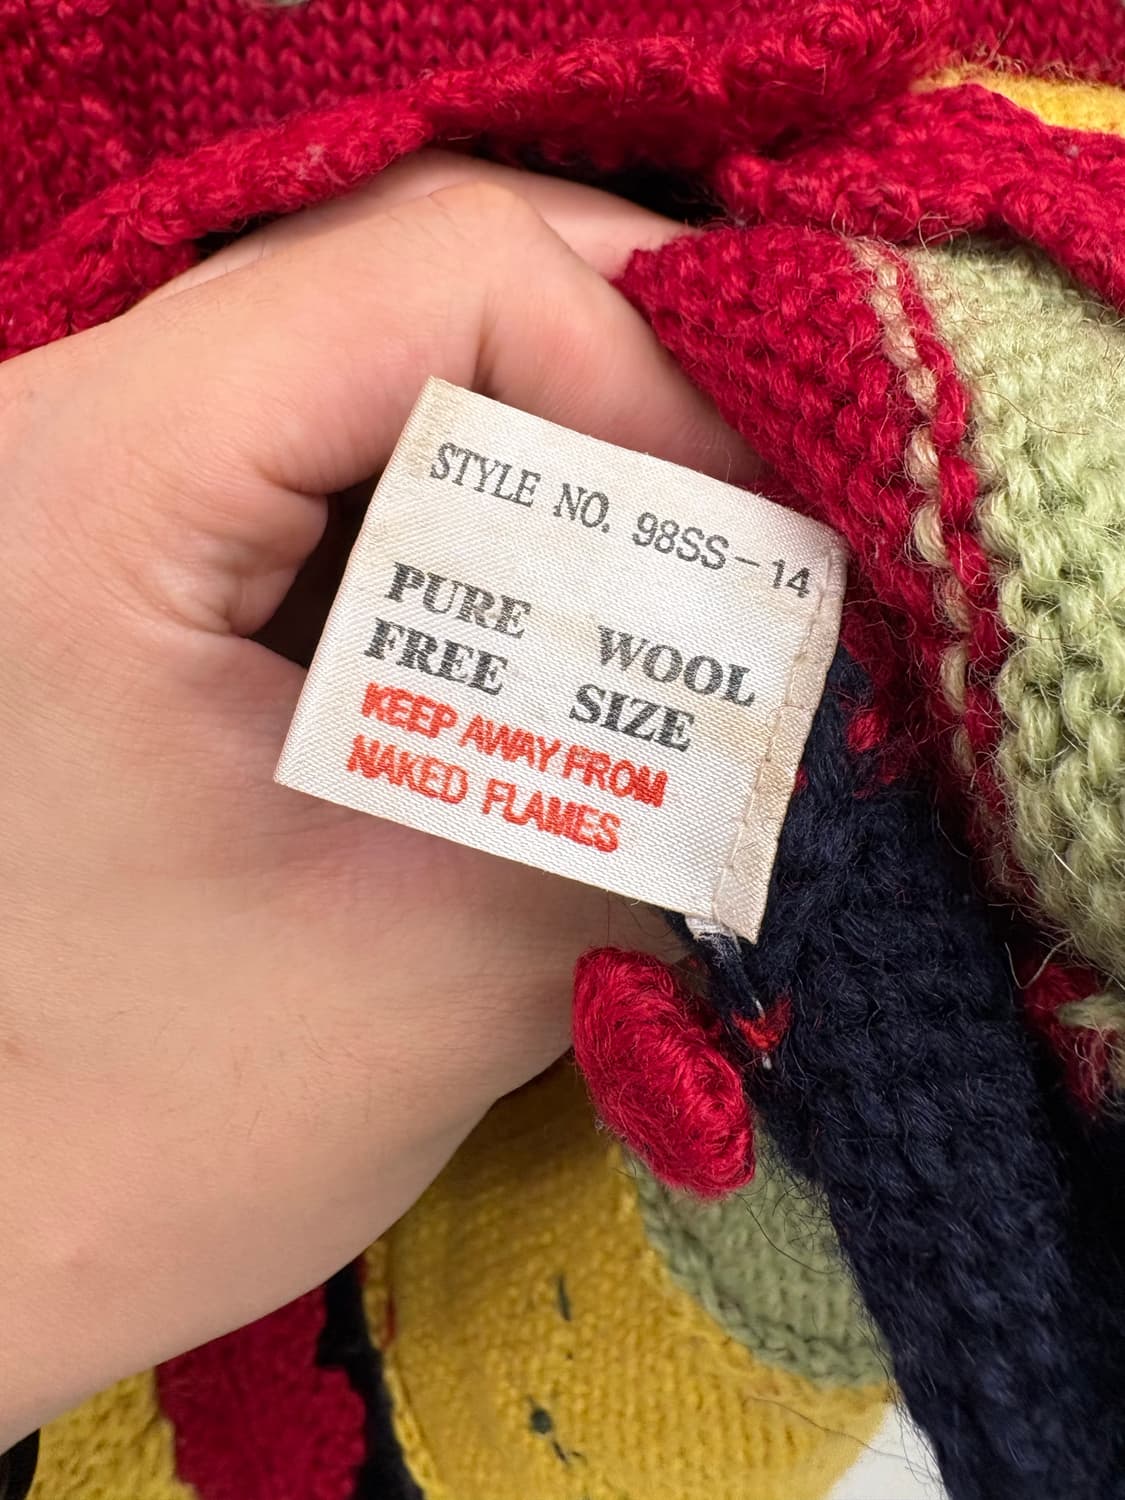 STYLE NO. 98SS-14
PURE WOOL
FREE SIZE
KEEP AWAY FROM
NAKED FLAMES